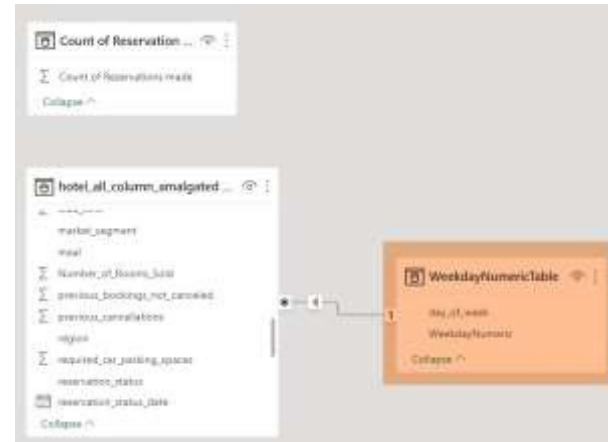 Count of Reservation ...
Count of Reservations made
Collapse
hotel_all_column_amalgated ...
market_segment
meal
Number_of_Rooms_Sold
previous_bookings_not_canceled
previous_cancellations
region
required_car_parking_spaces
reservation_status
reservation_status_date
Collapse
1
WeekdayNumericTable
day_of_week
WeekdayNumeric
Collapse